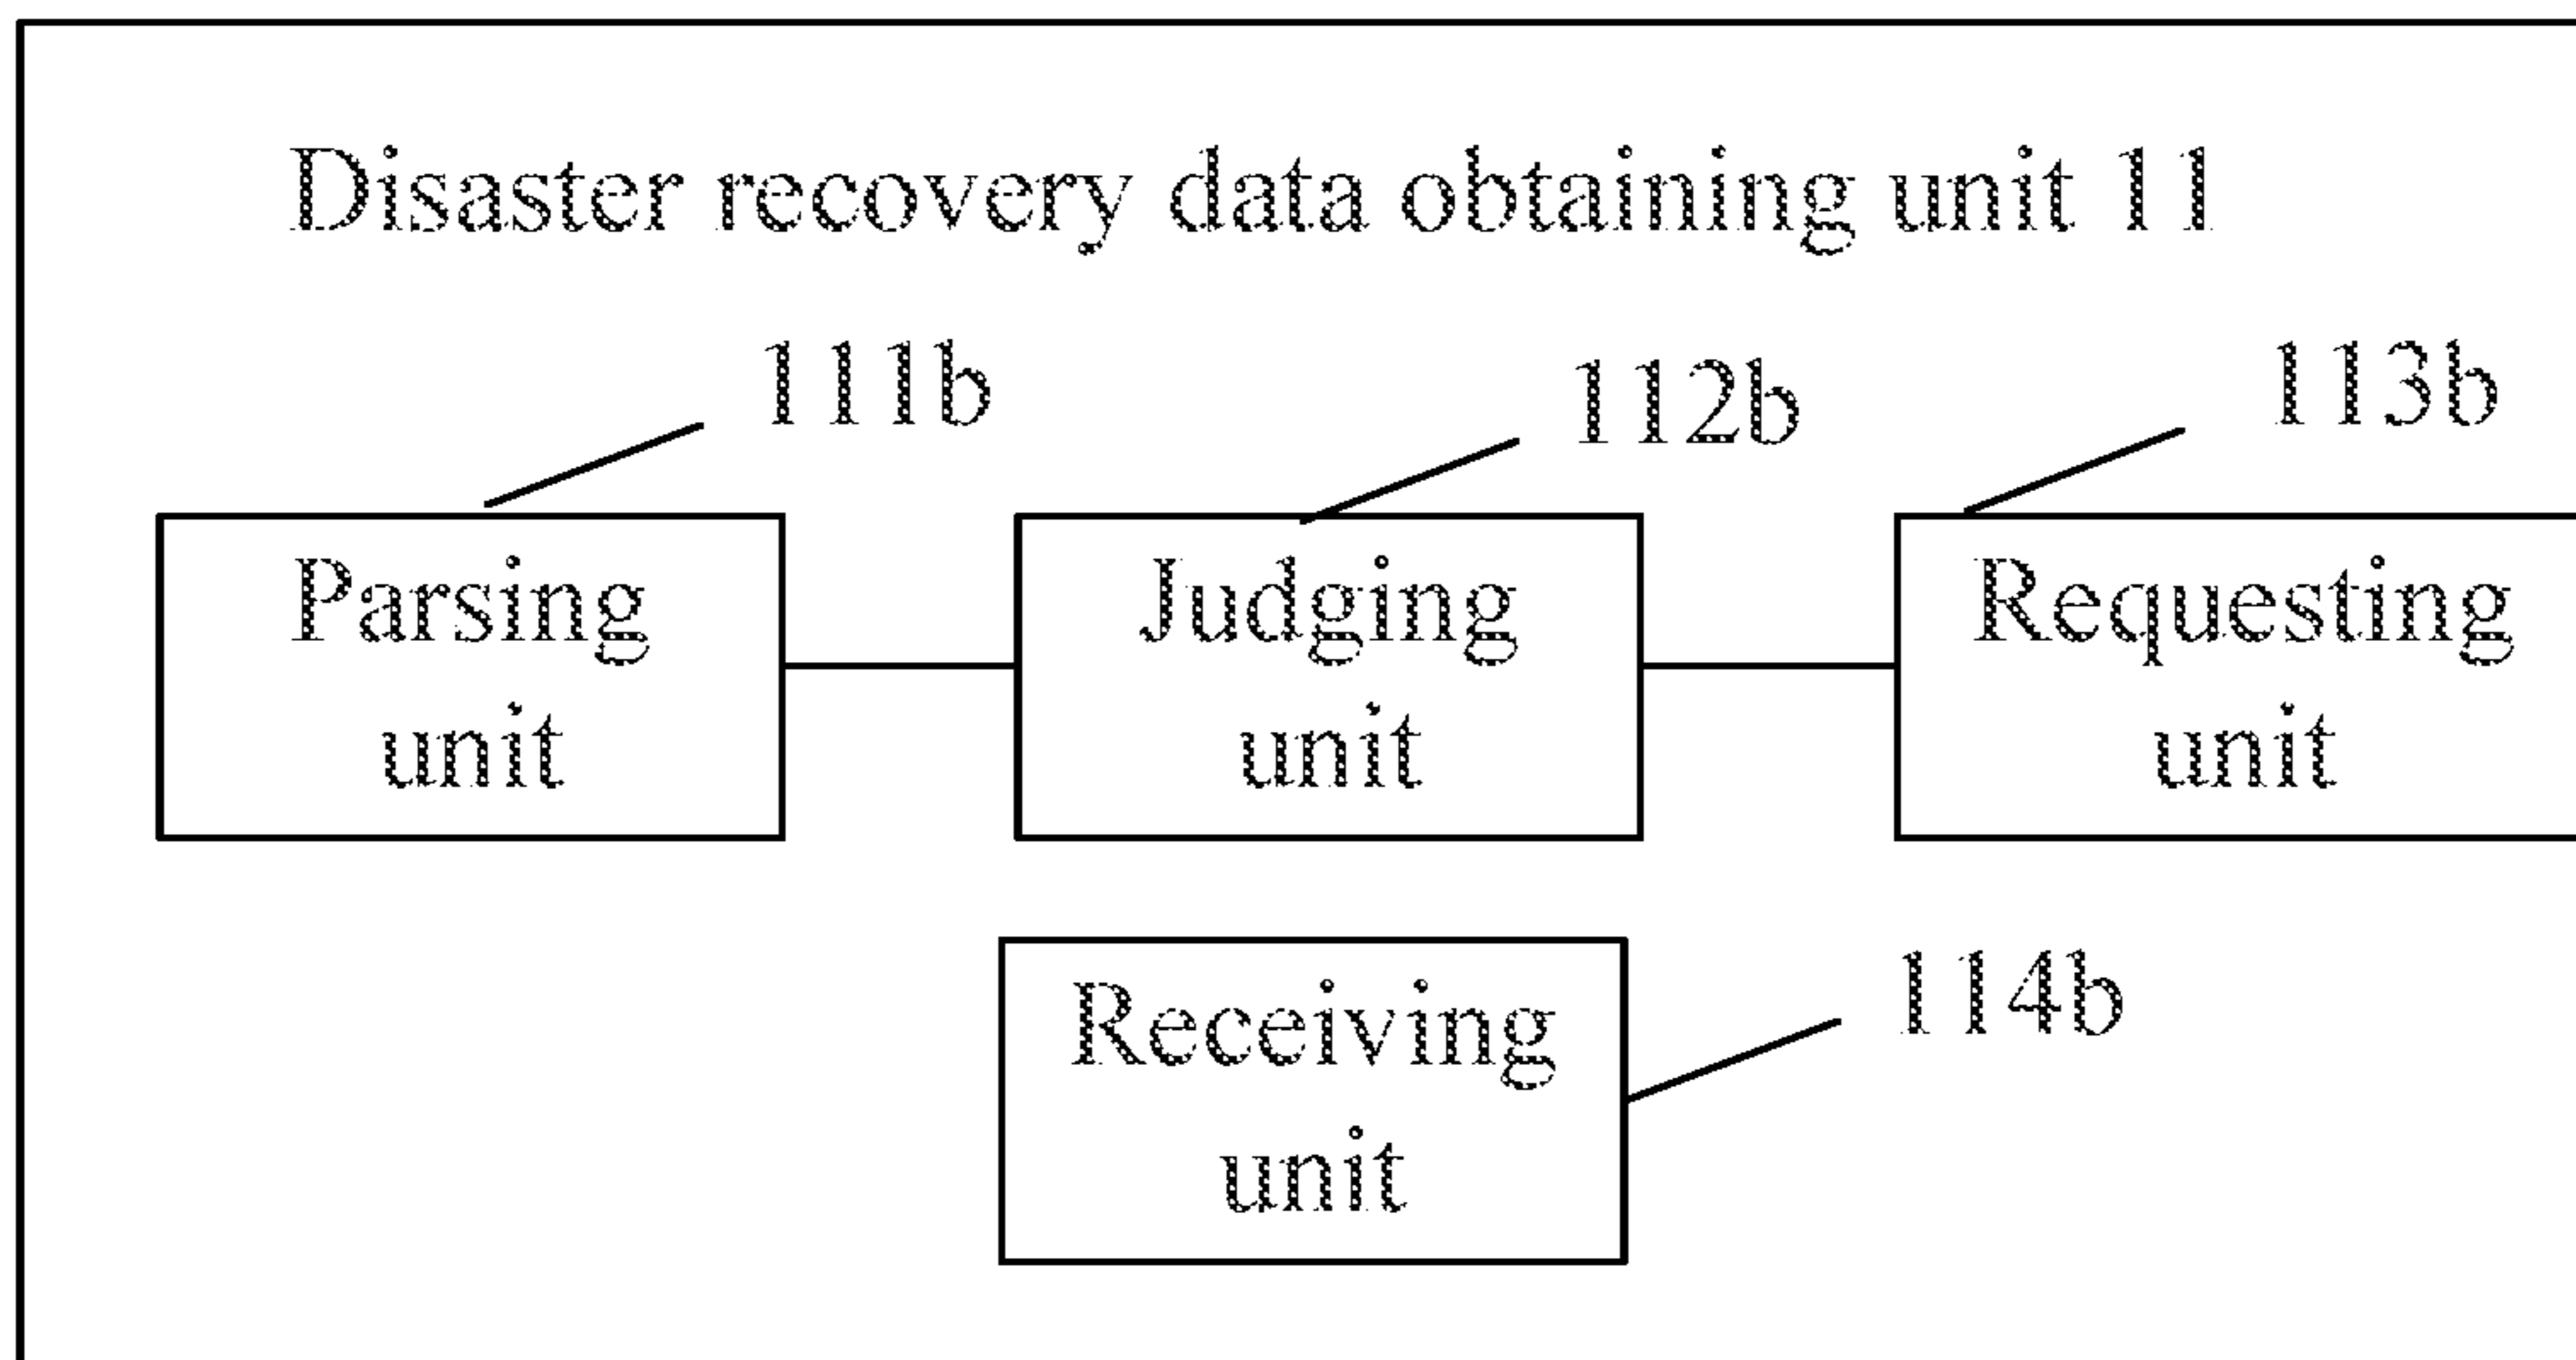 Disaster recovery data obtaining unit 11
111b
112b
113b
Parsing
unit
Judging
unit
Requesting
unit
Receiving
unit
114b